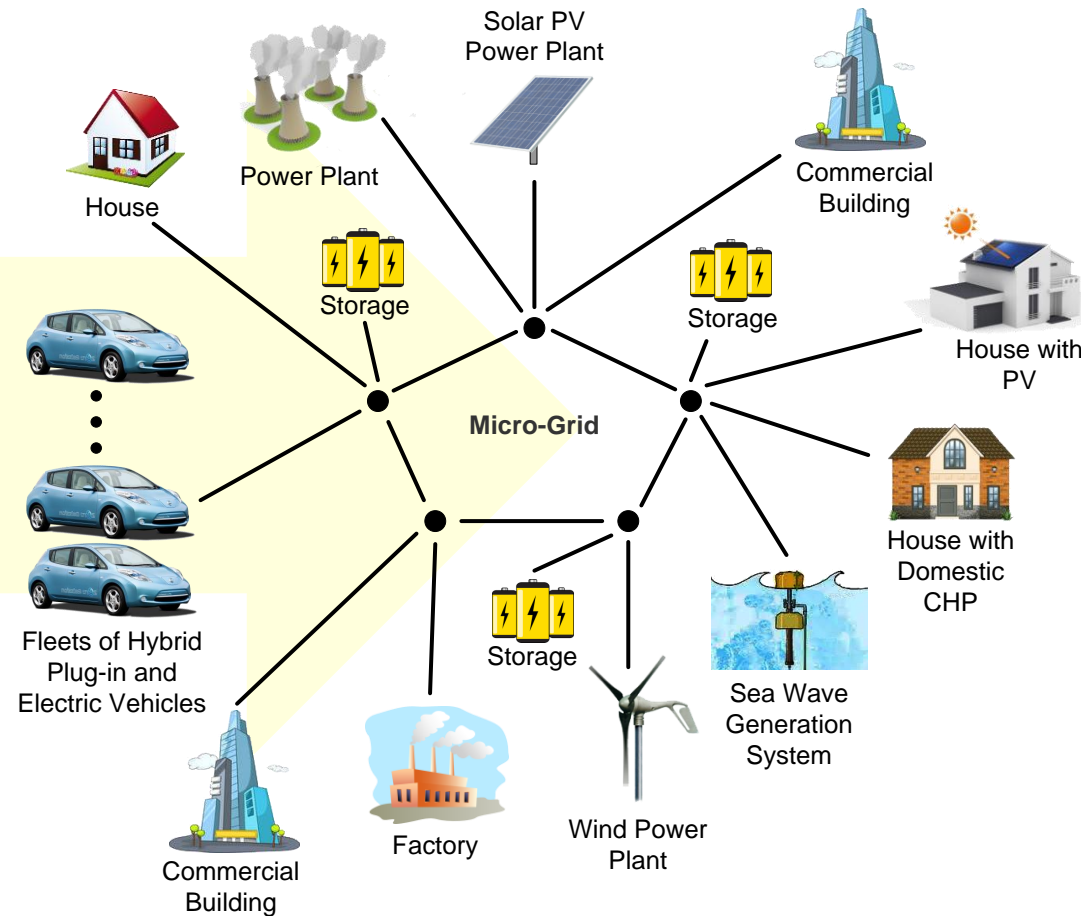 Solar PV
Power Plant
Power Plant
Commercial
Building
House
Storage
Storage
House with
PV
Micro-Grid
House with
Domestic
CHP
Fleets of Hybrid
Plug-in and
Electric Vehicles
Storage
Sea Wave
Generation
System
Factory
Wind Power
Plant
Commercial
Building